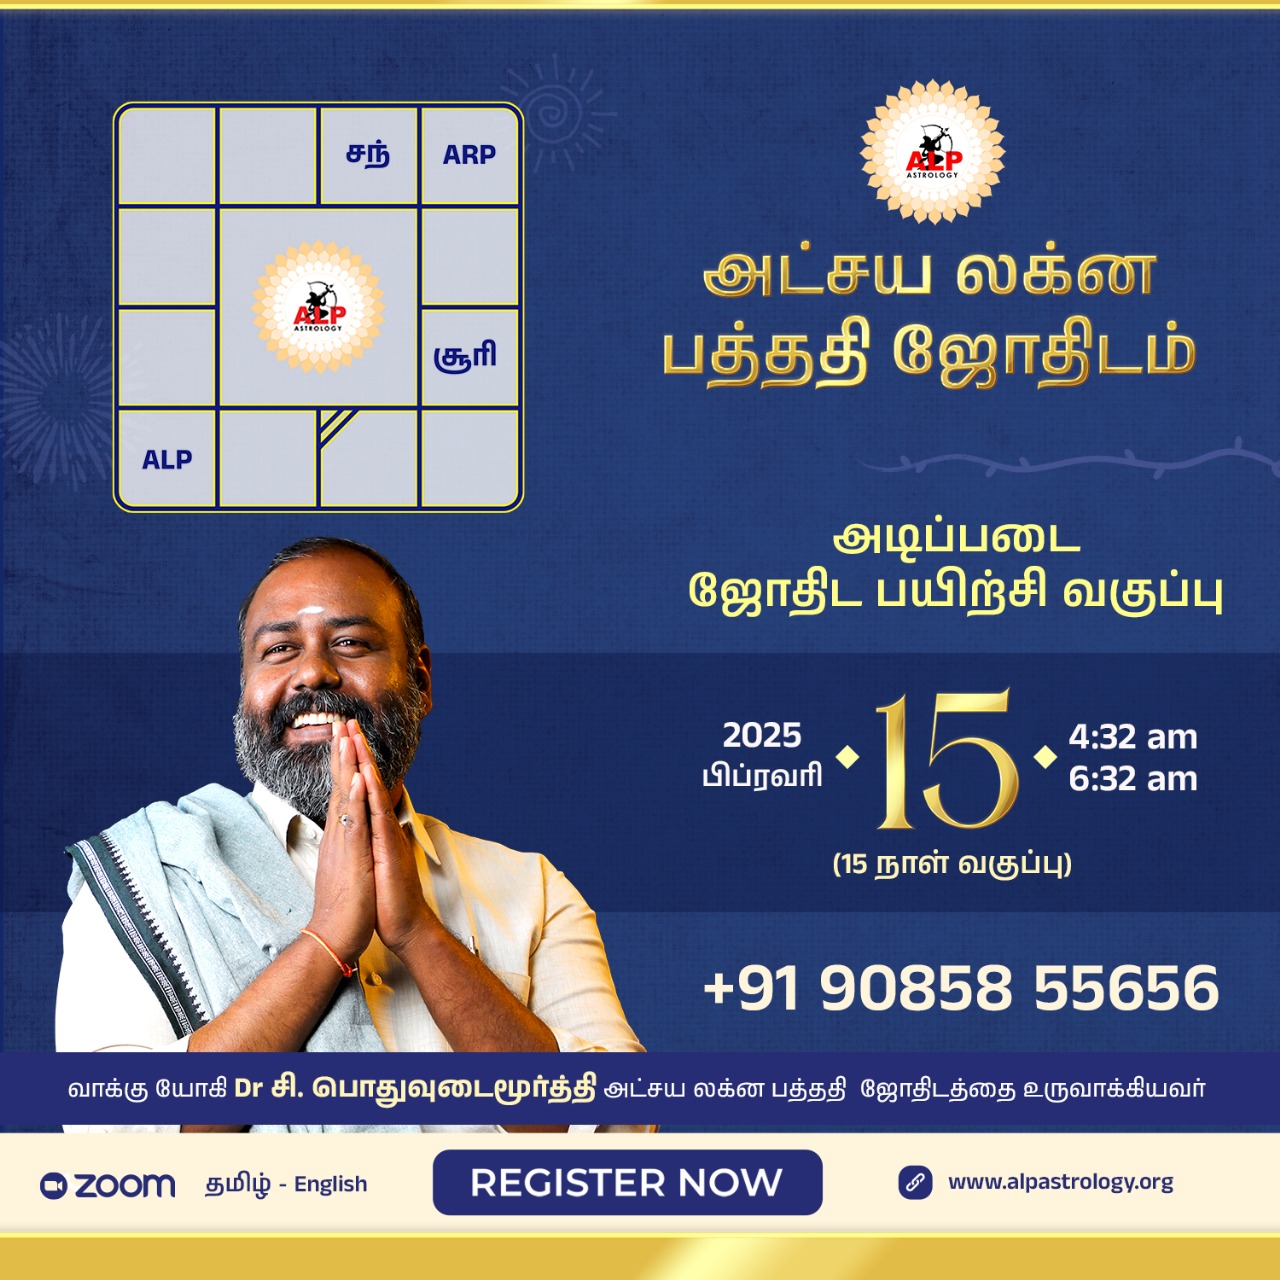 சந்
ARP
ALP
ASTROLOGY
சூரி
ALP
ALP
ASTROLOGY
அட்சய லக்ன
பத்ததி ஜோதிடம்
அடிப்படை
ஜோதிட பயிற்சி வகுப்பு
2025
பிப்ரவரி
15
4:32 am
6:32 am
(15 நாள் வகுப்பு)
+91 90858 55656
வாக்கு யோகி Dr சி. பொதுவுடைமூர்த்தி அட்சய லக்ன பத்ததி ஜோதிடத்தை உருவாக்கியவர்
zoom
தமிழ் - English
REGISTER NOW
www.alpastrology.org